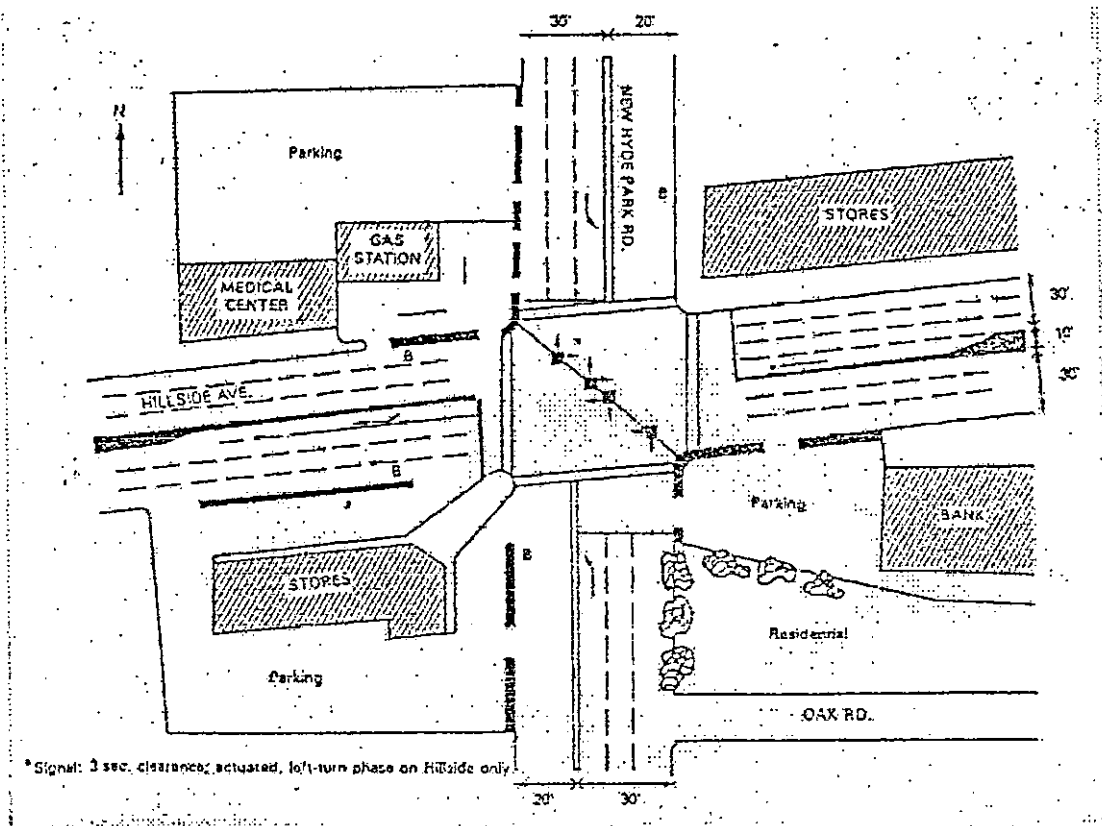 30'
20'
N
Parking
NEW HYDE PARK RD.
B
STORES
GAS
STATION
MEDICAL
CENTER
30'
10'
30'
B
HILLSIDE AVE.
B
Parking
BANK
B
STORES
Residential
Parking
OAK RD.
*Signal: 3 sec. clearance; actuated, left-turn phase on Hillside only
20'
30'